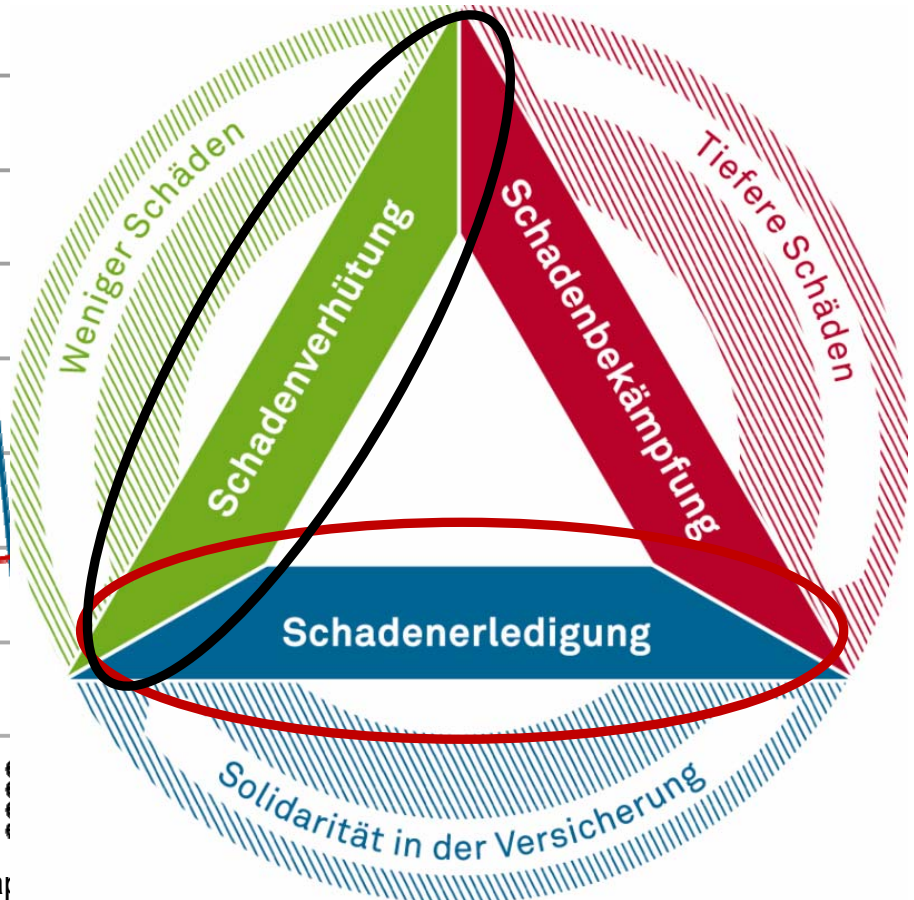 Weniger Schäden
Tiefere Schäden
Schadenverhütung
Schadenbekämpfung
Schadenerledigung
Solidarität in der Versicherung